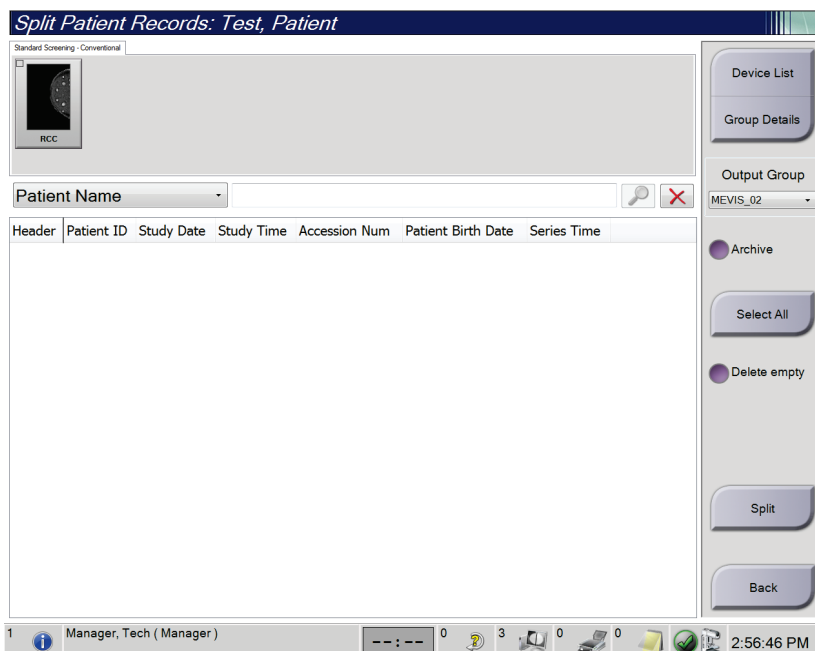 Split Patient Records: Test, Patient
Standard Screening - Conventional
RCC
Patient Name
Header Patient ID Study Date Study Time Accession Num Patient Birth Date Series Time
Device List
Group Details
Output Group
MEVIS_02
Archive
Select All
Delete empty
Split
Back
1 Manager, Tech ( Manager ) --:-- 0 3 0 0 2:56:46 PM